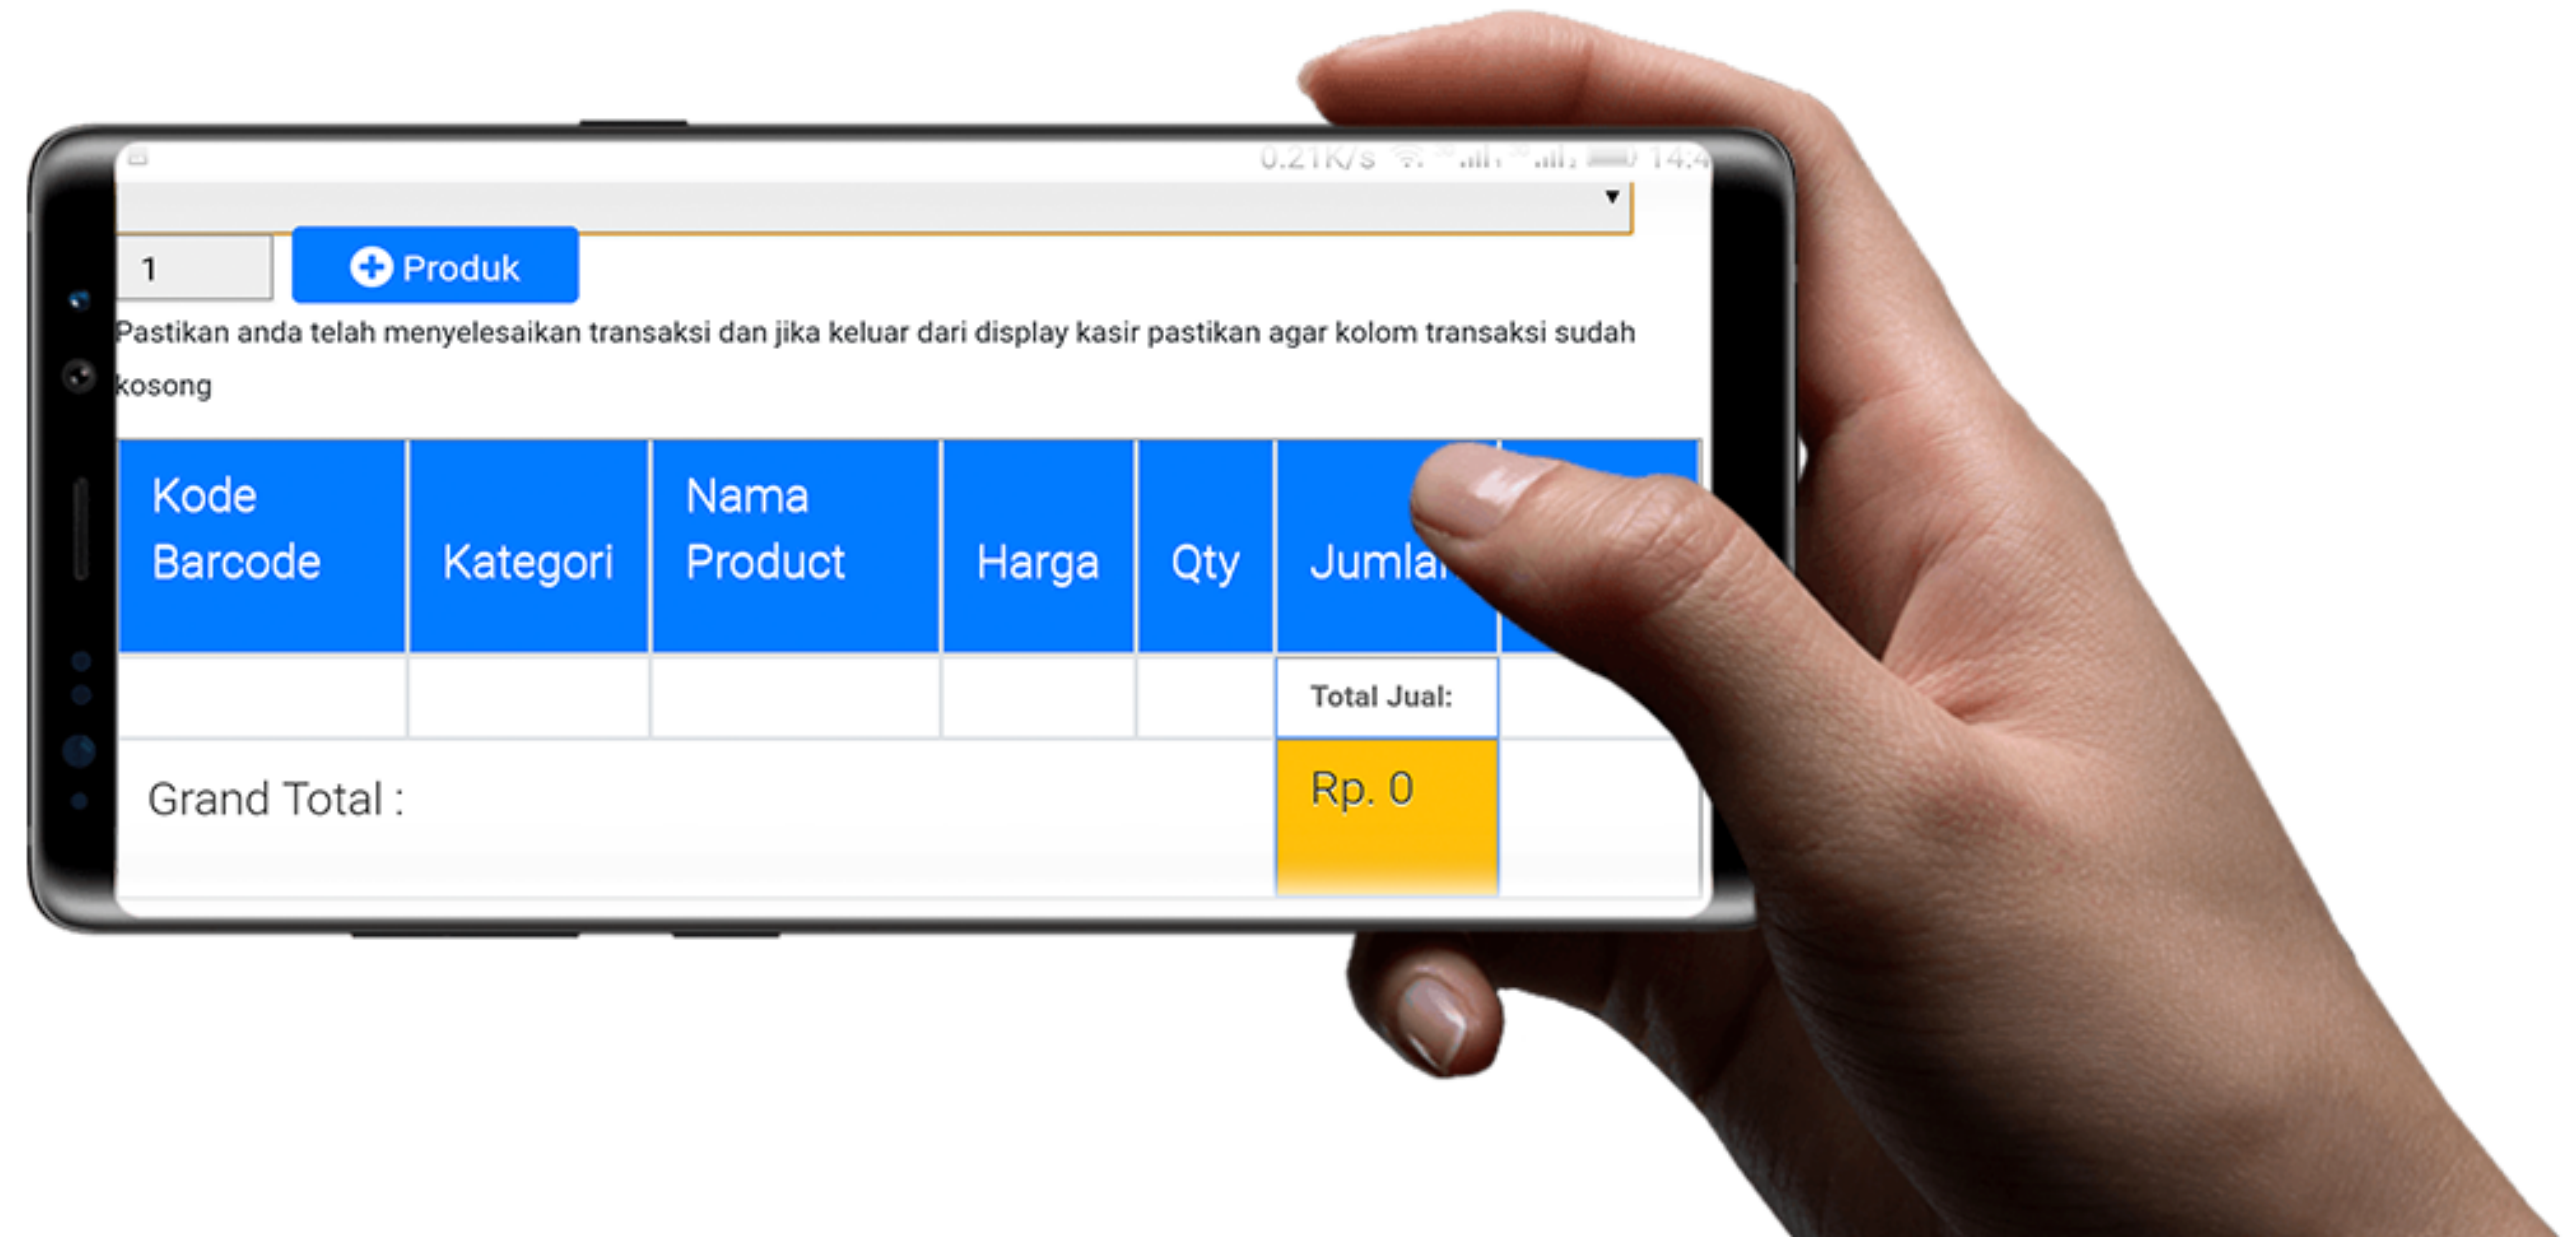 0.21K/s
1
Produk
Pastikan anda telah menyelesaikan transaksi dan jika keluar dari display kasir pastikan agar kolom transaksi sudah
kosong
Kode Barcode
Kategori
Nama Product
Harga
Qty
Total Jual:
Grand Total :
Rp. 0